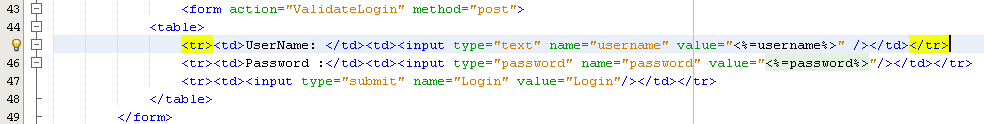 43 <form action="ValidateLogin" method="post">
44 <table>
<tr><td>UserName: </td><td><input type="text" name="username" value="<%=username%>" /></td></tr>
46 <tr><td>Password :</td><td><input type="password" name="password" value="<%=password%>"/></td></tr>
47 <tr><td><input type="submit" name="Login" value="Login"/></td></tr>
48 </table>
49 </form>